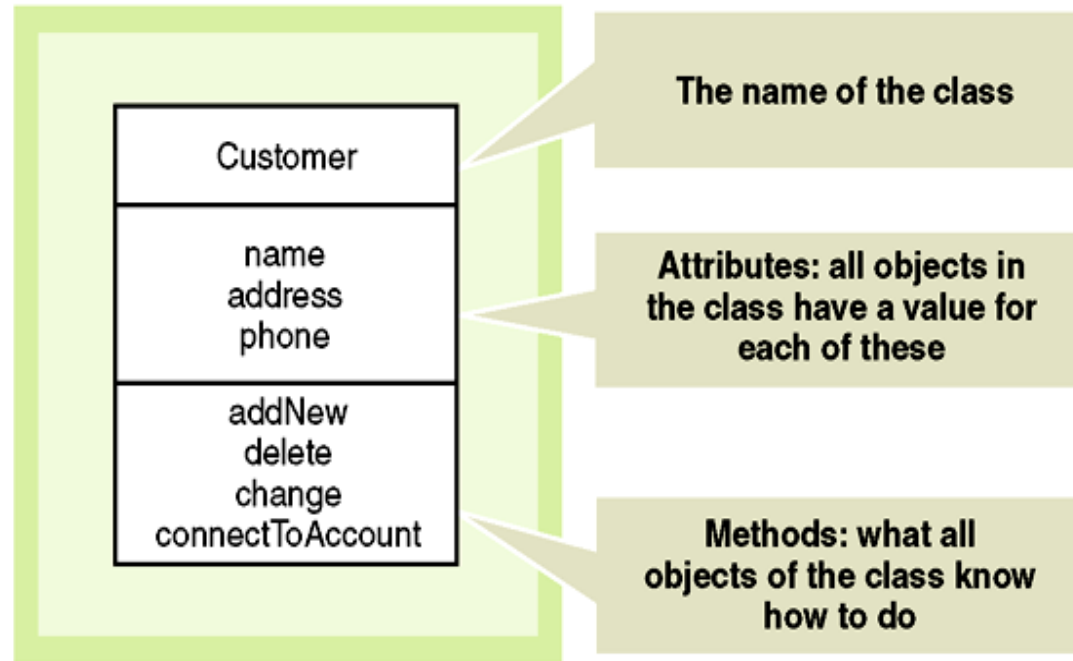 Customer
The name of the class
name
address
phone
Attributes: all objects in
the class have a value for
each of these
addNew
delete
change
connectToAccount
Methods: what all
objects of the class know
how to do